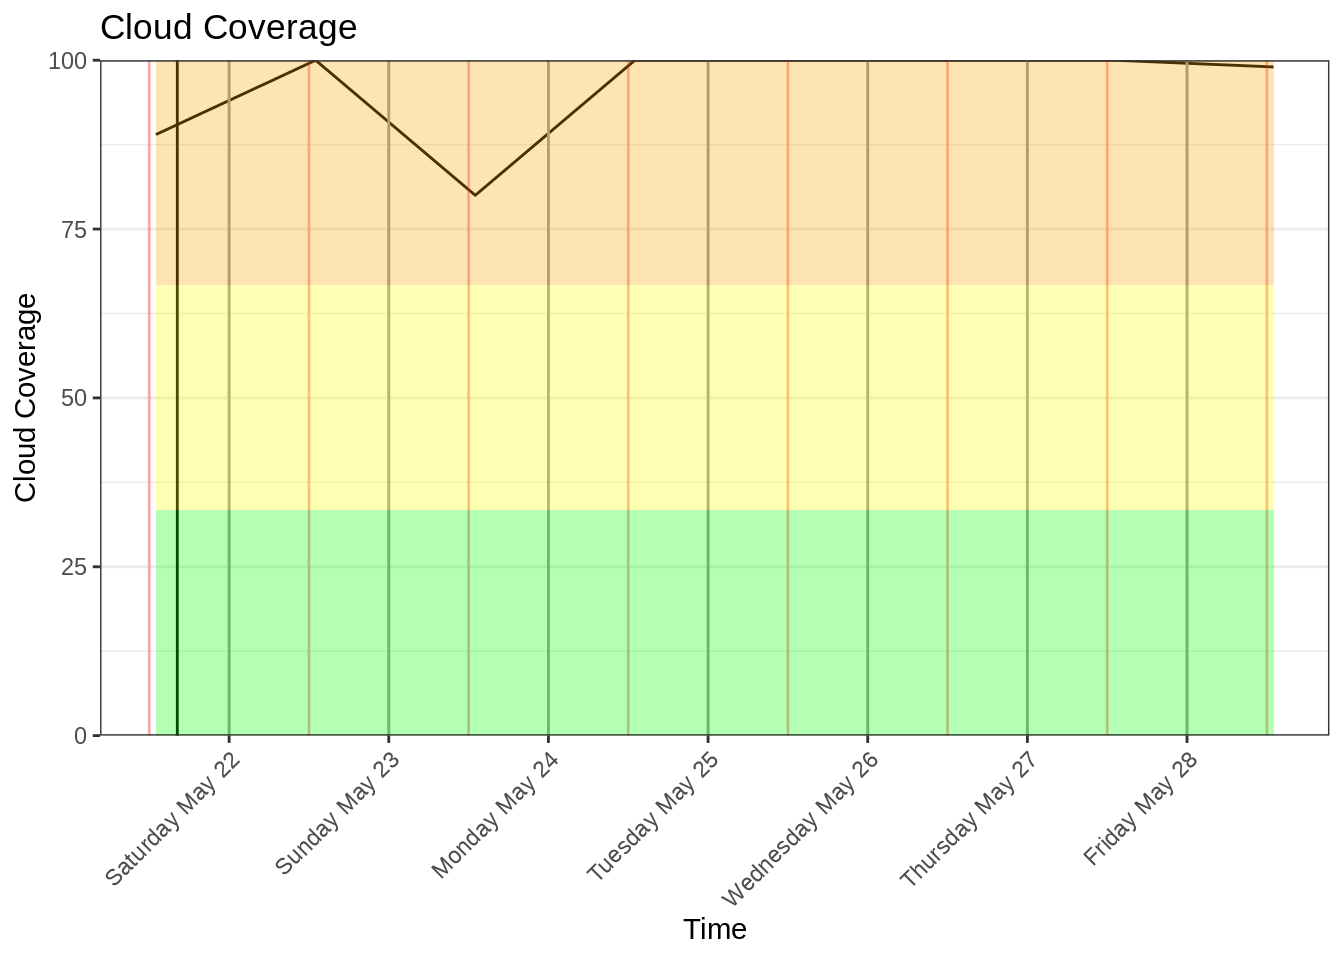 Cloud Coverage
100
75
50
25
0
Cloud Coverage
Saturday May 22
Sunday May 23
Monday May 24
Tuesday May 25
Wednesday May 26
Thursday May 27
Friday May 28
Time